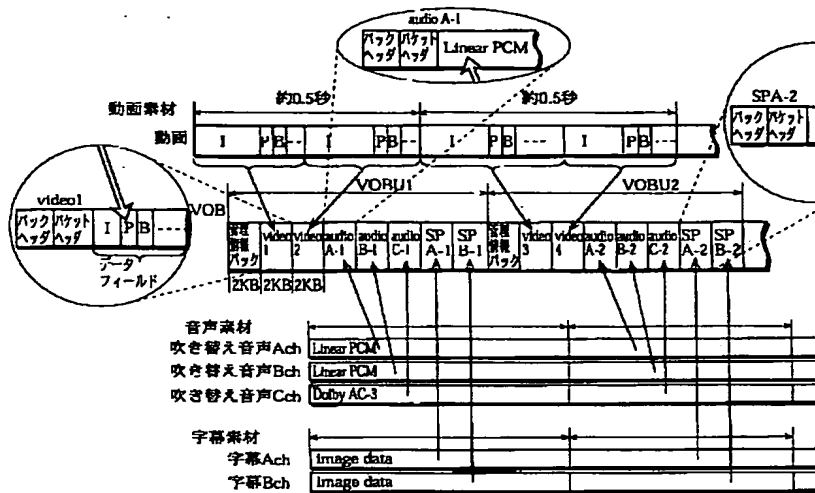 audio A-1
パック ヘッダ パケット ヘッダ Linear PCM
動画素材
約0.5秒 約0.5秒
動画
I P B ---- I P B ---- I P B ---- I P B ----
SPA-2
パック ヘッダ パケット ヘッダ
video1
パック ヘッダ パケット ヘッダ I P B -----
データ
フィールド
VOB
VOBU1 VOBU2
管理 情報 パック video 1 video 2 audio A-1 audio B-1 audio C-1 SP A-1 SP B-1 管理 情報 パック video 3 video 4 audio A-2 audio B-2 audio C-2 SP A-2 SP B-2
2KB 2KB 2KB
音声素材
吹き替え音声Ach Linear PCM
吹き替え音声Bch Linear PCM
吹き替え音声Cch Dolby AC-3
字幕素材
字幕Ach image data
字幕Bch image data